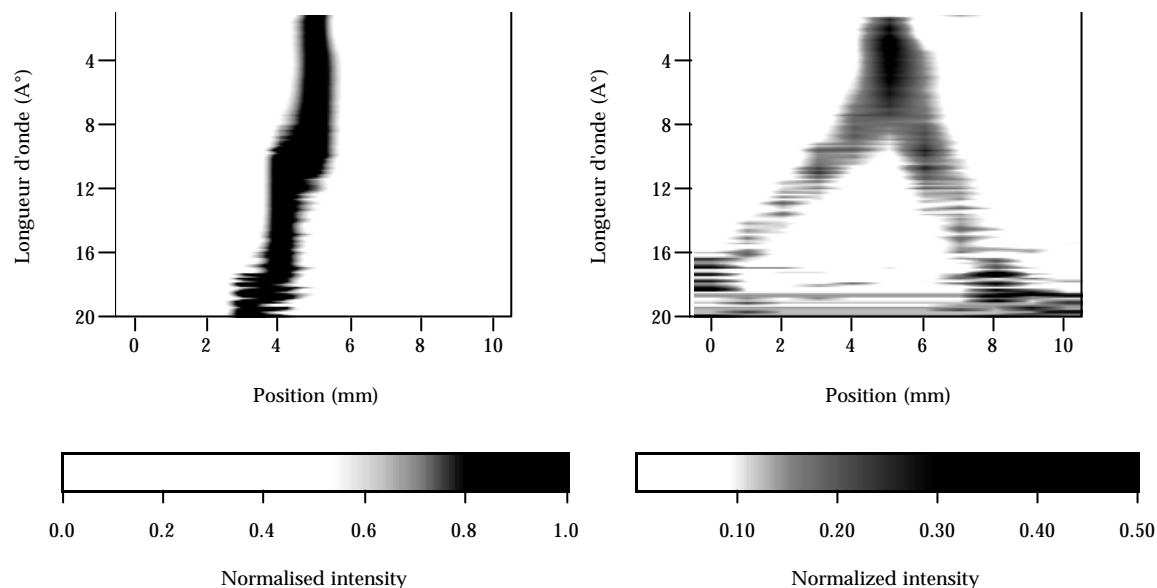 4
8
12
16
20
Longueur d'onde (A°)
0 2 4 6 8 10
Position (mm)
0.0 0.2 0.4 0.6 0.8 1.0
Normalised intensity
4
8
12
16
20
Longueur d'onde (A°)
0 2 4 6 8 10
Position (mm)
0.10 0.20 0.30 0.40 0.50
Normalized intensity